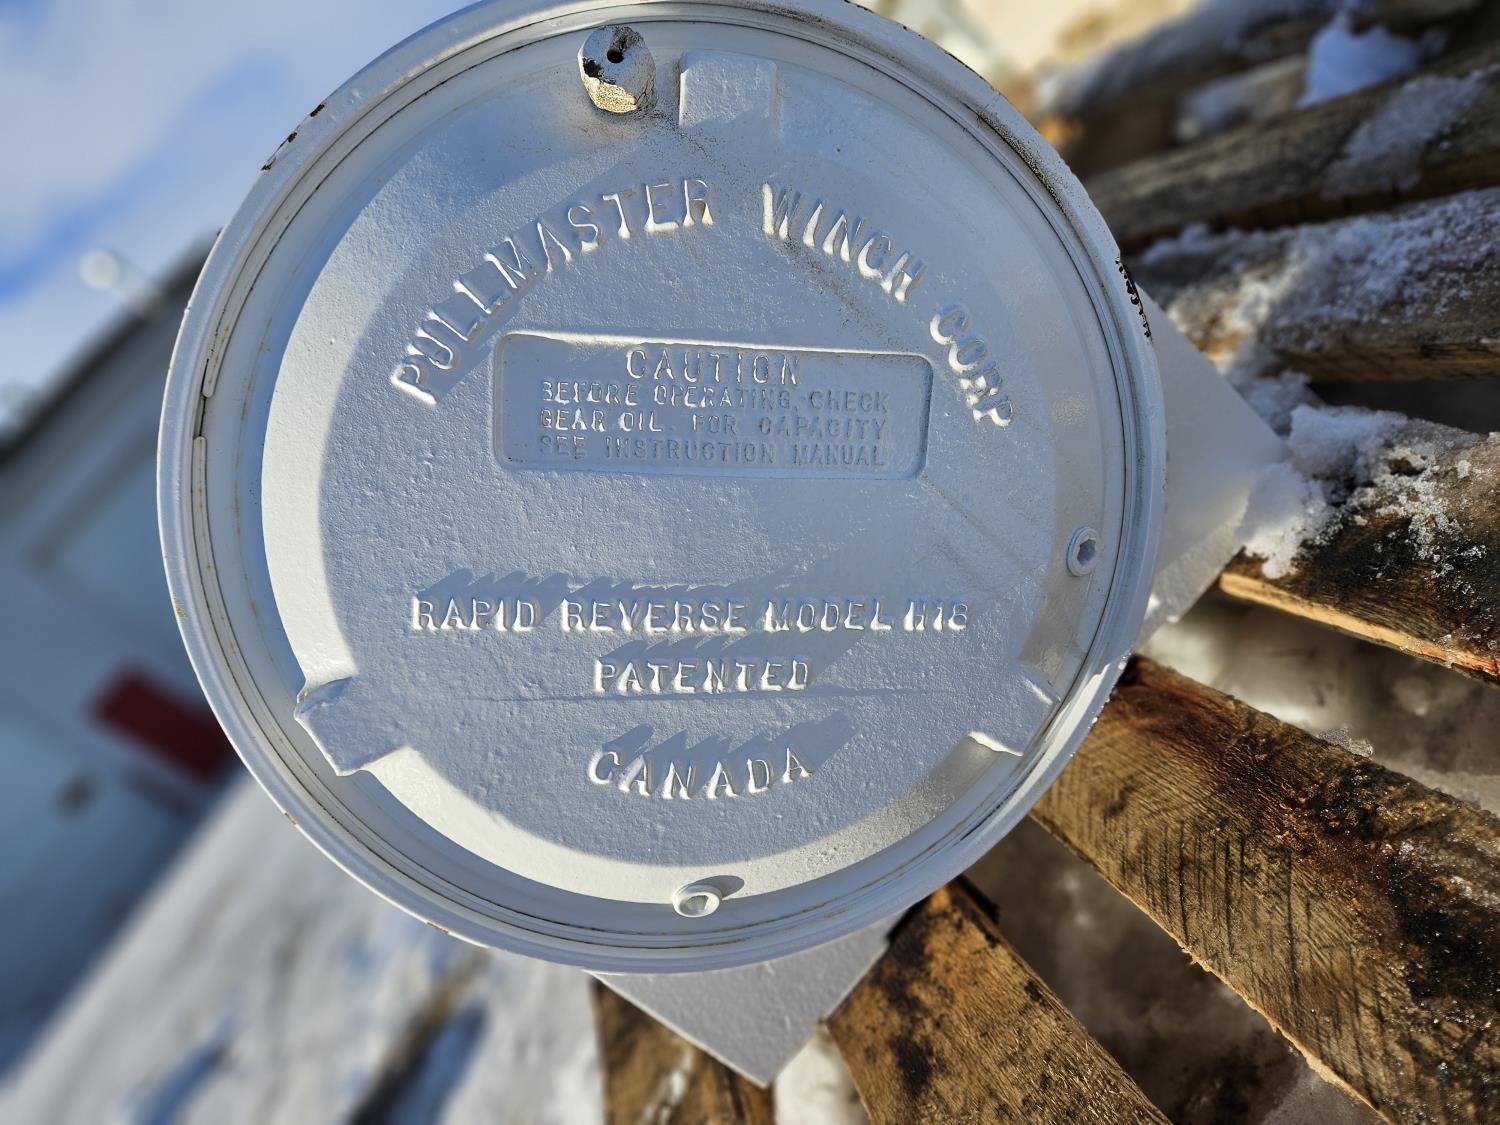 PULLMASTER WINCH CORP
CAUTION
BEFORE OPERATING, CHECK
GEAR OIL. FOR CAPACITY
SEE INSTRUCTION MANUAL
RAPID REVERSE MODEL H18
PATENTED
CANADA